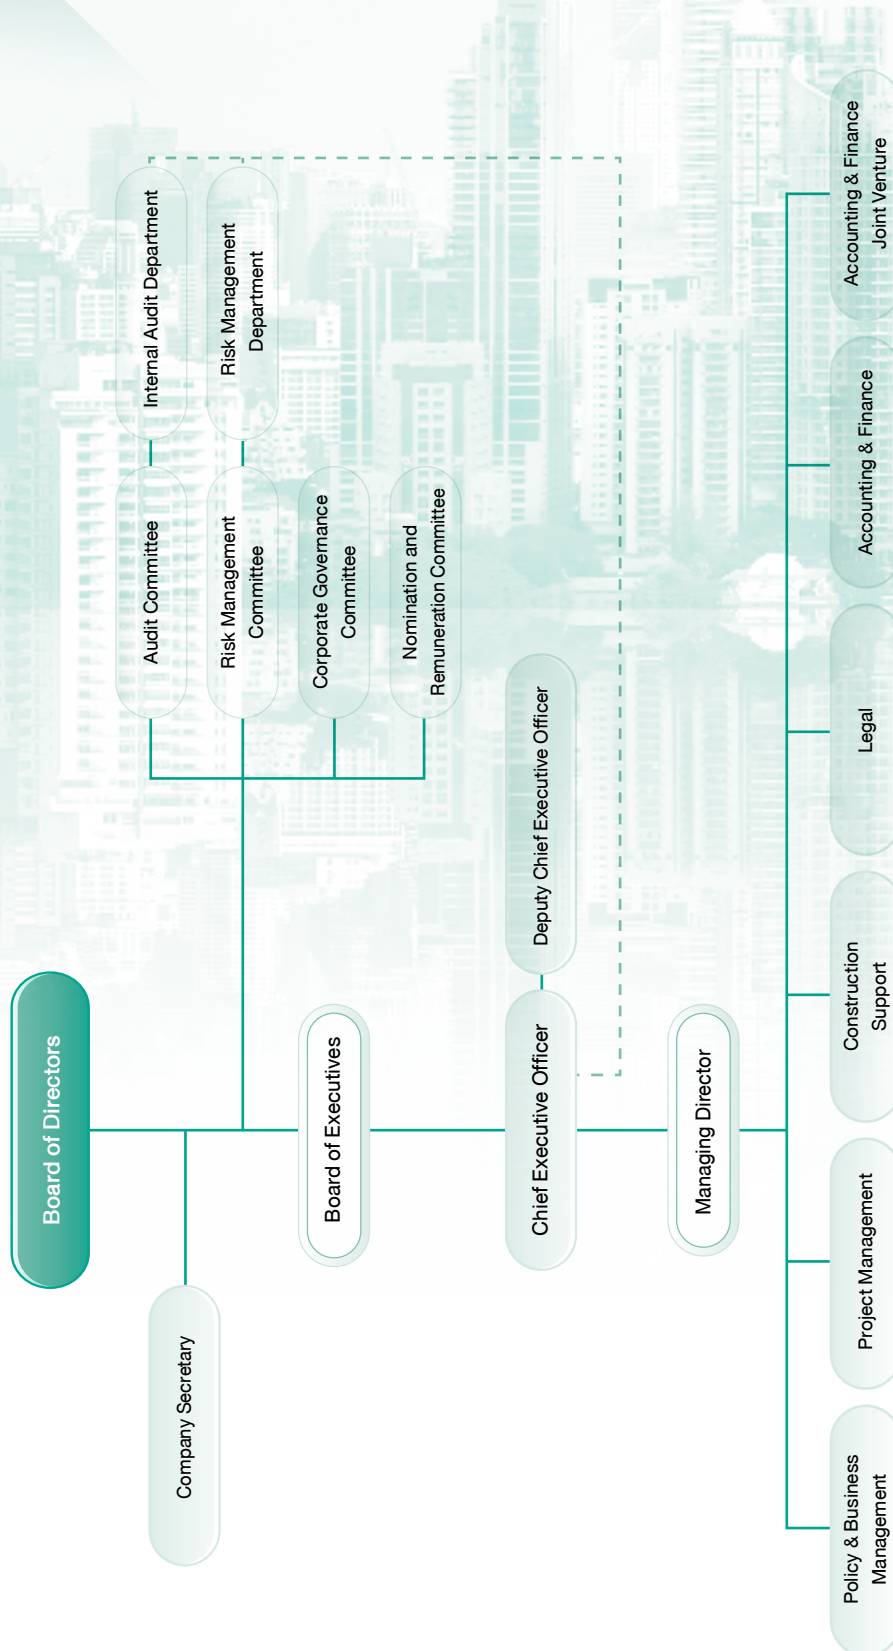 Board of Directors
Company Secretary
Audit Committee
Internal Audit Department
Risk Management
Committee
Risk Management
Department
Corporate Governance
Committee
Nomination and
Remuneration Committee
Board of Executives
Chief Executive Officer
Deputy Chief Executive Officer
Managing Director
Policy & Business
Management
Project Management
Construction
Support
Legal
Accounting & Finance
Accounting & Finance
Joint Venture